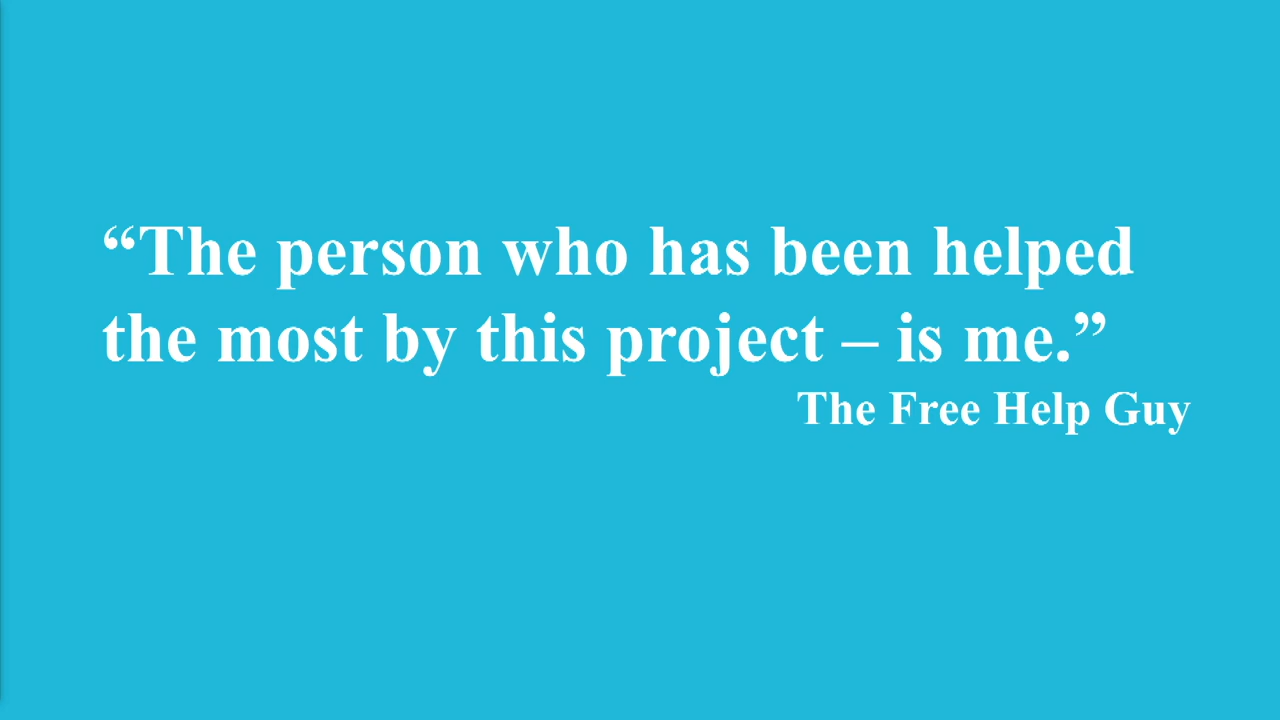 “The person who has been helped
the most by this project – is me.”
The Free Help Guy